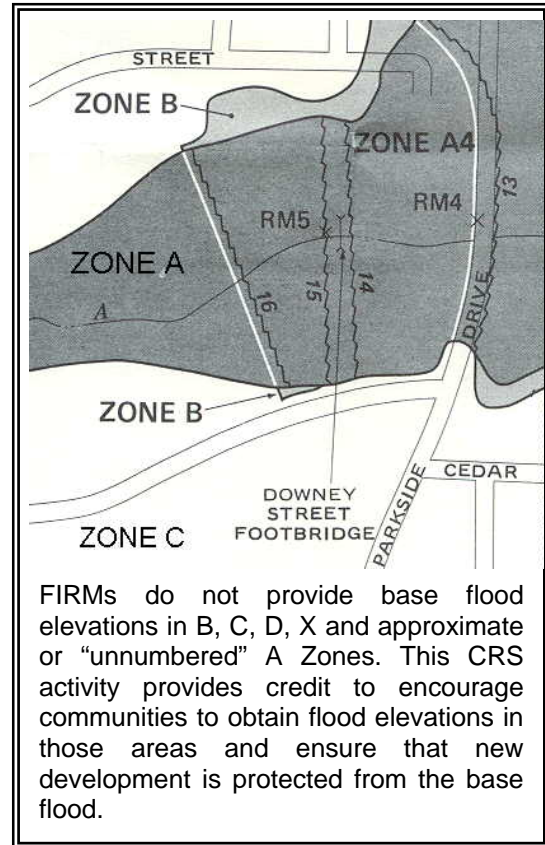 STREET
ZONE B
ZONE A4
RM5
RM4
13
ZONE A
A
16
15
14
DRIVE
ZONE B
PARKSIDE
CEDAR
DOWNEY
STREET
FOOTBRIDGE
ZONE C
FIRMs do not provide base flood
elevations in B, C, D, X and approximate
or “unnumbered” A Zones. This CRS
activity provides credit to encourage
communities to obtain flood elevations in
those areas and ensure that new
development is protected from the base
flood.